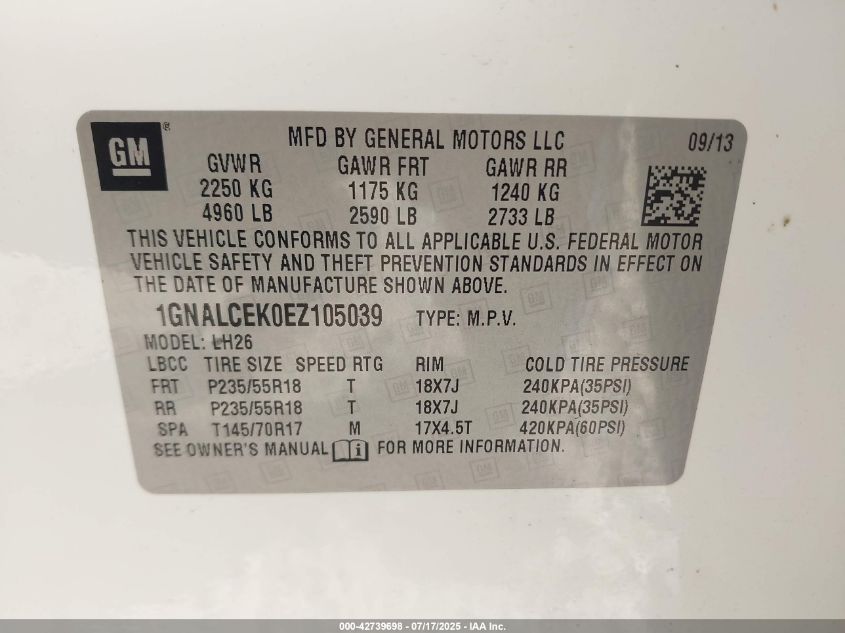 GM®
MFD BY GENERAL MOTORS LLC 09/13
GVWR GAWR FRT GAWR RR
2250 KG 1175 KG 1240 KG
4960 LB 2590 LB 2733 LB
THIS VEHICLE CONFORMS TO ALL APPLICABLE U.S. FEDERAL MOTOR
VEHICLE SAFETY AND THEFT PREVENTION STANDARDS IN EFFECT ON
THE DATE OF MANUFACTURE SHOWN ABOVE.
1GNALCEK0EZ105039 TYPE: M.P.V.
MODEL: LH26
LBCC TIRE SIZE SPEED RTG RIM COLD TIRE PRESSURE
FRT P235/55R18 T 18X7J 240KPA(35PSI)
RR P235/55R18 T 18X7J 240KPA(35PSI)
SPA T145/70R17 M 17X4.5T 420KPA(60PSI)
SEE OWNER'S MANUAL i FOR MORE INFORMATION.
000-42739698 - 07/17/2025 - IAA Inc.